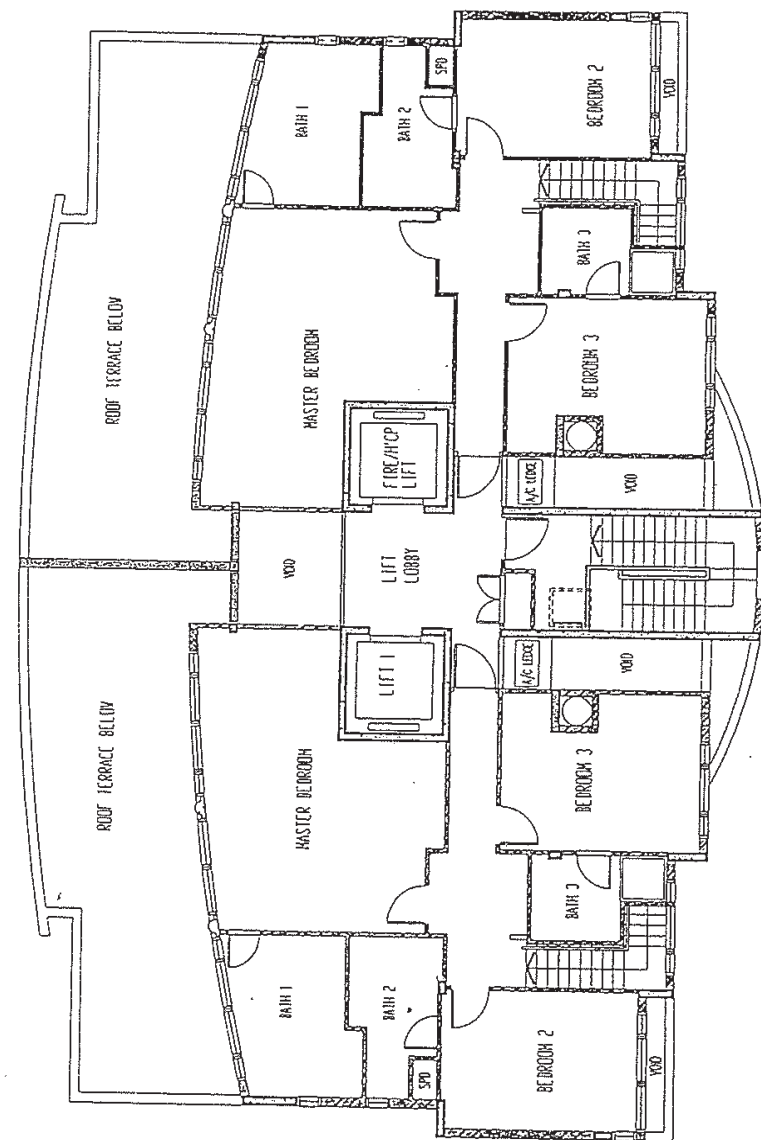 ROOF TERRACE BELOW
ROOF TERRACE BELOW
BATH 1
MASTER BEDROOM
VOID
MASTER BEDROOM
BATH 1
BATH 2
LIFT 1
LIFT
LOBBY
FIRE/H'CP
LIFT
BATH 2
SPD
SPD
BEDROOM 2
BATH 3
BEDROOM 3
A/C LEDGE
A/C LEDGE
BEDROOM 3
BATH 3
BEDROOM 2
VOID
VOID
VOID
VOID